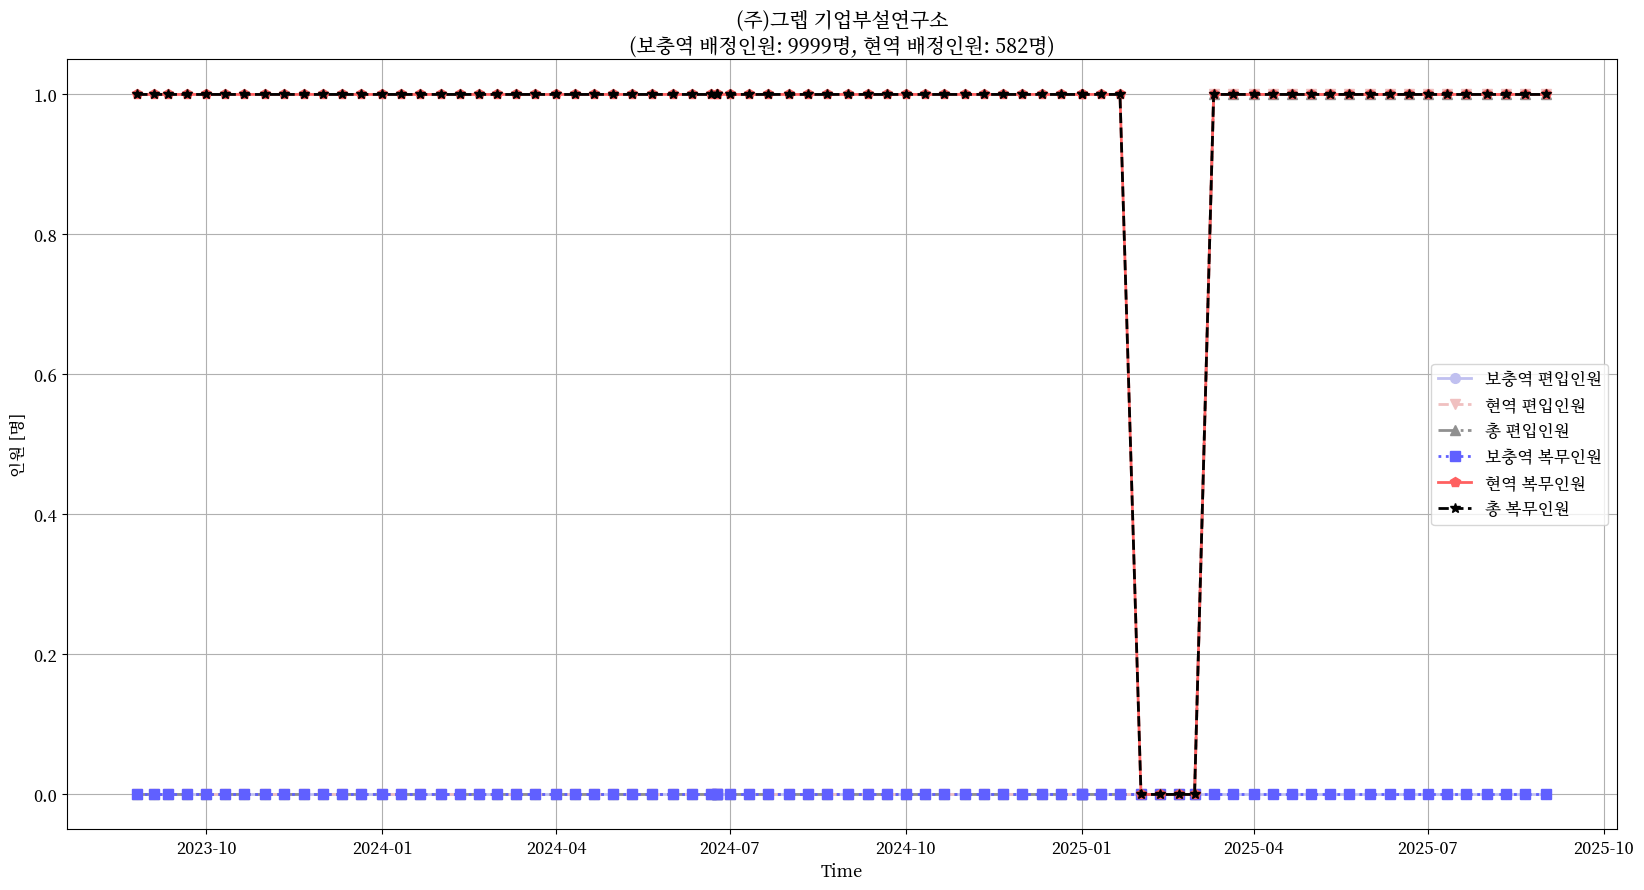 (주)그렙 기업부설연구소
(보충역 배정인원: 9999명, 현역 배정인원: 582명)
인원 [명]
1.0
0.8
0.6
0.4
0.2
0.0
보충역 편입인원
현역 편입인원
총 편입인원
보충역 복무인원
현역 복무인원
총 복무인원
2023-10 2024-01 2024-04 2024-07 2024-10 2025-01 2025-04 2025-07 2025-10
Time